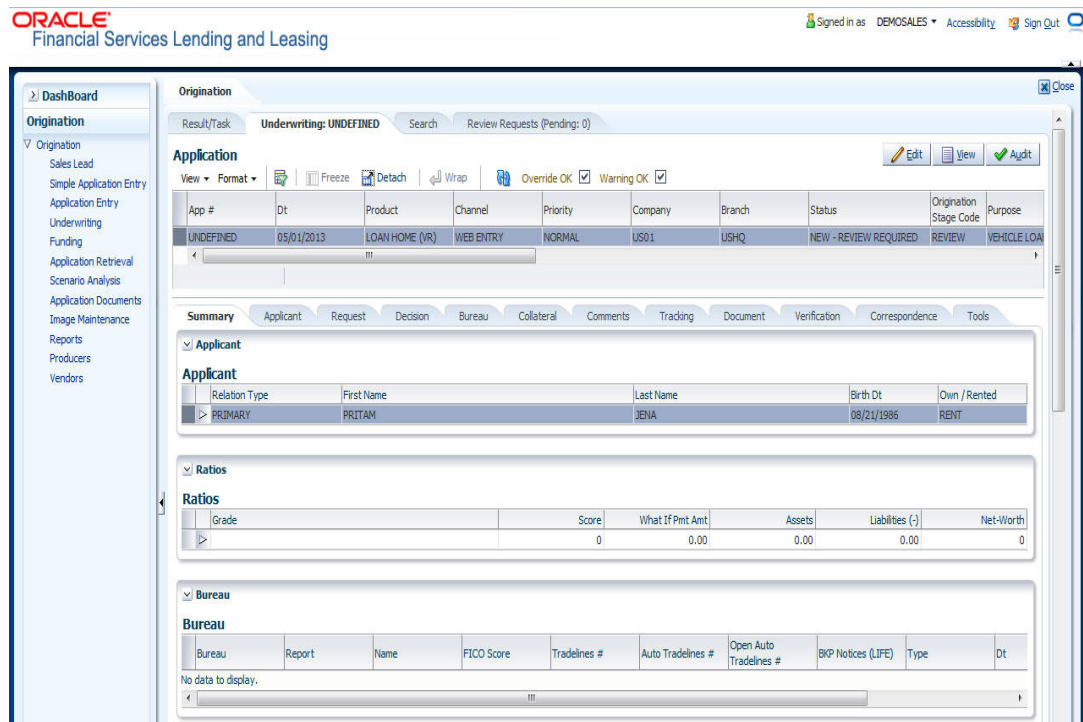 ORACLE
Financial Services Lending and Leasing
Signed in as DEMOSALES Accessibility Sign Out
Close
DashBoard
Origination
Origination
Sales Lead
Simple Application Entry
Application Entry
Underwriting
Funding
Application Retrieval
Scenario Analysis
Application Documents
Image Maintenance
Reports
Producers
Vendors
Origination
Result/Task Underwriting: UNDEFINED Search Review Requests (Pending: 0)
Application
Edit View Audit
View Format Freeze Detach Wrap Override OK Warning OK
App # Dt Product Channel Priority Company Branch Status Origination Stage Code Purpose
UNDEFINED 05/01/2013 LOAN HOME (VR) WEB ENTRY NORMAL US01 USHQ NEW - REVIEW REQUIRED REVIEW VEHICLE LOA
Summary Applicant Request Decision Bureau Collateral Comments Tracking Document Verification Correspondence Tools
Applicant
Applicant
Relation Type First Name Last Name Birth Dt Own / Rented
PRIMARY PRITAM JENA 08/21/1986 RENT
Ratios
Ratios
Grade Score What If Pmt Amt Assets Liabilities (-) Net-Worth
0 0.00 0.00 0.00 0
Bureau
Bureau
Bureau Report Name FICO Score Tradelines # Auto Tradelines # Open Auto Tradelines # BKP Notices (LIFE) Type Dt
No data to display.